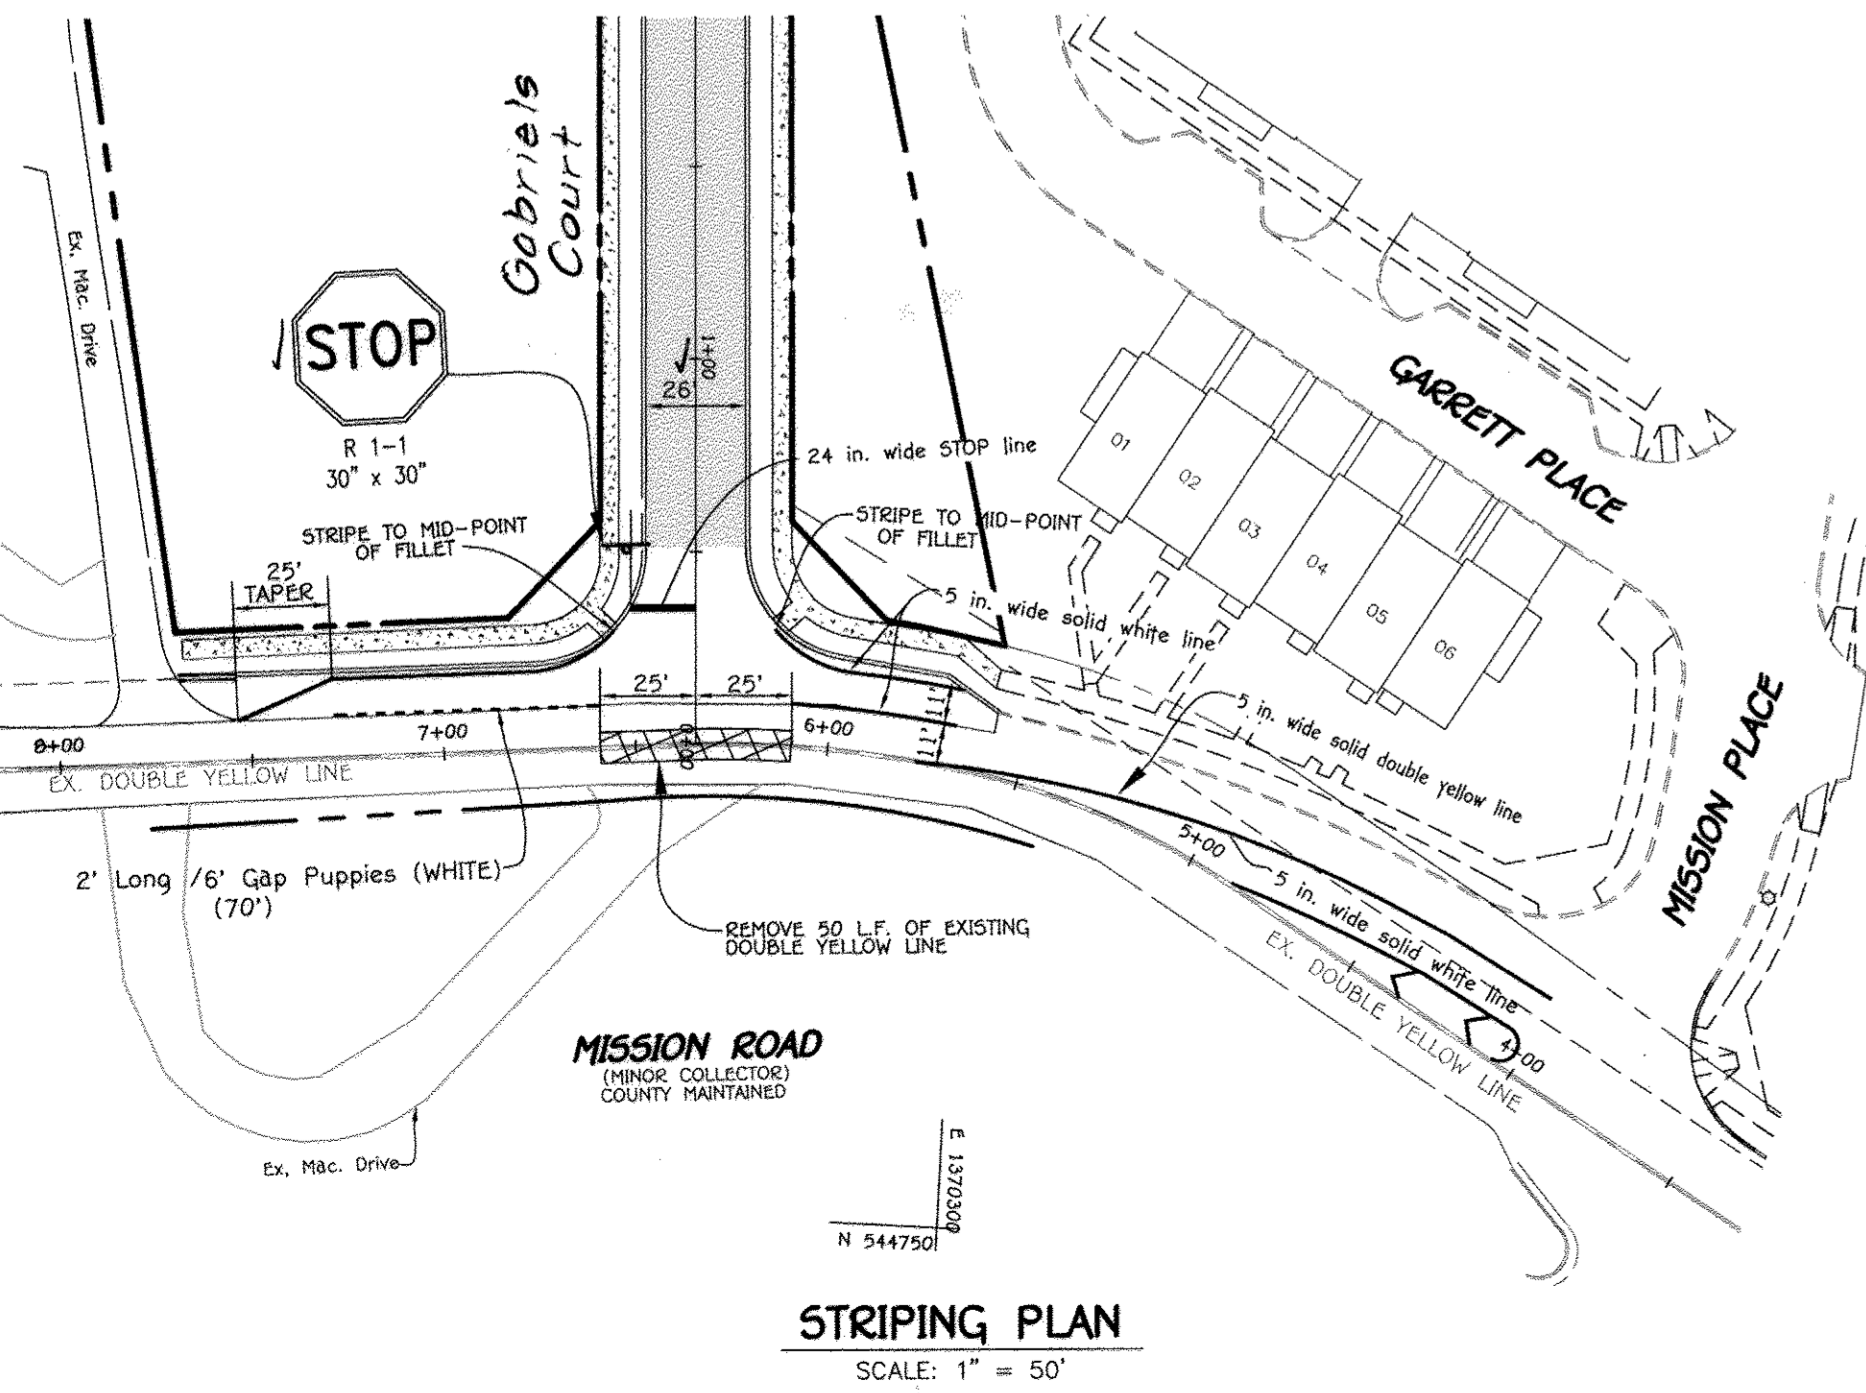 Gabriels
Court
Ex. Mac. Drive
STOP
R 1-1
30" x 30"
1+00
26
24 in. wide STOP line
STRIPE TO MID-POINT
OF FILLET
STRIPE TO MID-POINT
OF FILLET
25'
TAPER
5 in. wide solid white line
GARRETT PLACE
01
02
03
04
05
06
MISSION PLACE
25'
25'
11'
11'
8+00
7+00
0+00
6+00
5+00
4+00
EX. DOUBLE YELLOW LINE
5 in. wide solid double yellow line
5 in. wide solid white line
EX. DOUBLE YELLOW LINE
2' Long /6' Gap Puppies (WHITE)
(70')
REMOVE 50 L.F. OF EXISTING
DOUBLE YELLOW LINE
MISSION ROAD
(MINOR COLLECTOR)
COUNTY MAINTAINED
Ex, Mac. Drive
E 1370300
N 544750
STRIPING PLAN
SCALE: 1" = 50'